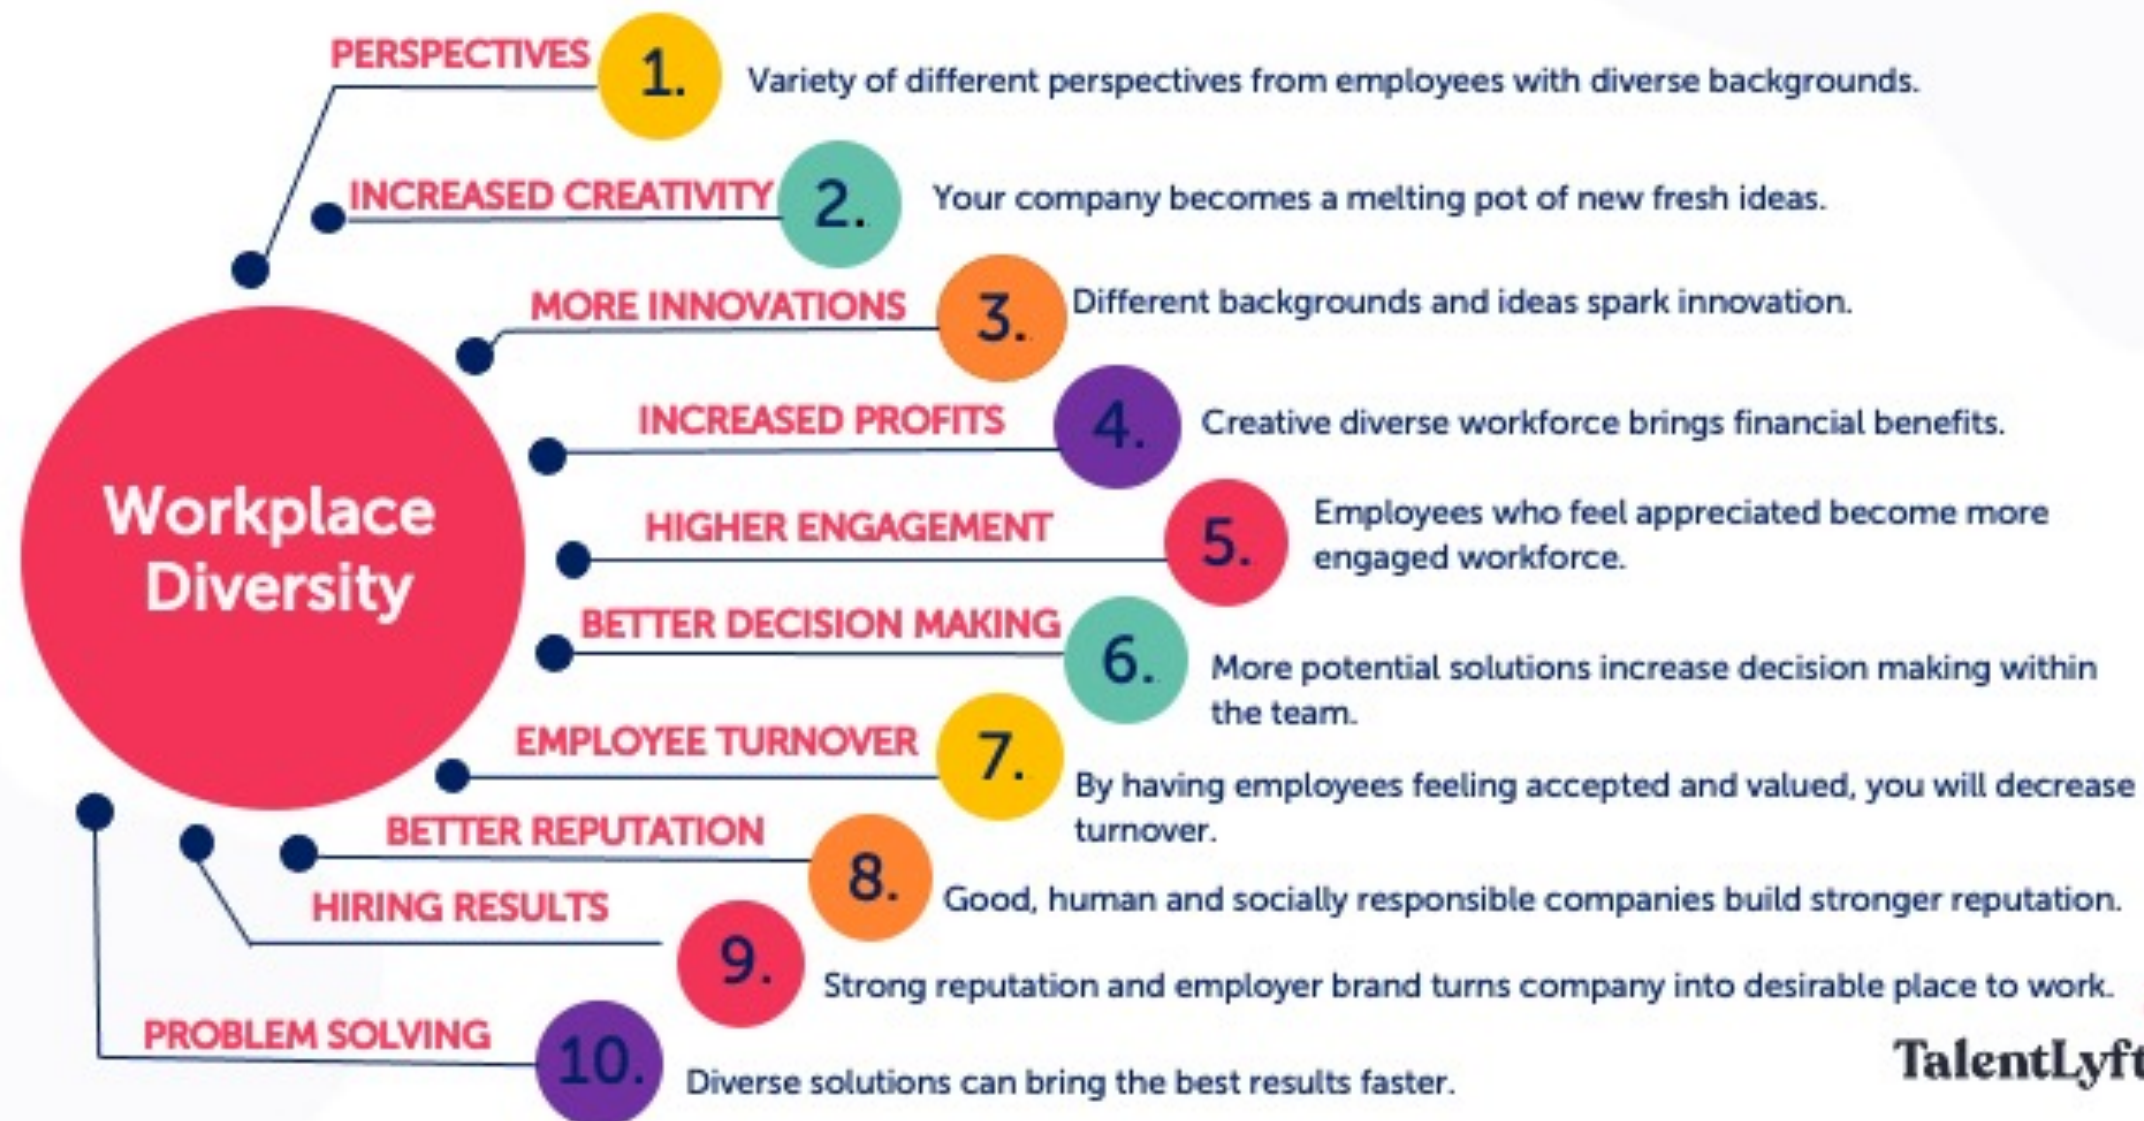 PERSPECTIVES
1.
Variety of different perspectives from employees with diverse backgrounds.
INCREASED CREATIVITY
2.
Your company becomes a melting pot of new fresh ideas.
MORE INNOVATIONS
3.
Different backgrounds and ideas spark innovation.
INCREASED PROFITS
4.
Creative diverse workforce brings financial benefits.
Workplace
Diversity
HIGHER ENGAGEMENT
5.
Employees who feel appreciated become more
engaged workforce.
BETTER DECISION MAKING
6.
More potential solutions increase decision making within
the team.
EMPLOYEE TURNOVER
7.
By having employees feeling accepted and valued, you will decrease
turnover.
BETTER REPUTATION
8.
Good, human and socially responsible companies build stronger reputation.
HIRING RESULTS
9.
Strong reputation and employer brand turns company into desirable place to work.
PROBLEM SOLVING
10.
Diverse solutions can bring the best results faster.
TalentLyft